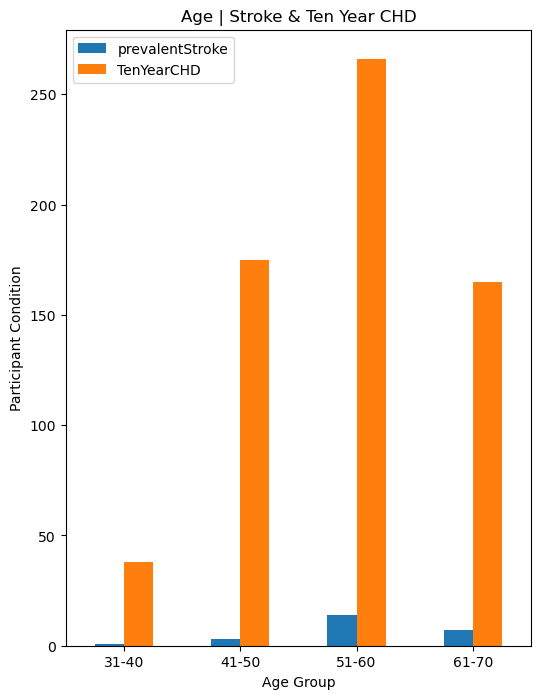 Age | Stroke & Ten Year CHD
prevalentStroke
TenYearCHD
Participant Condition
250
200
150
100
50
0
31-40 41-50 51-60 61-70
Age Group